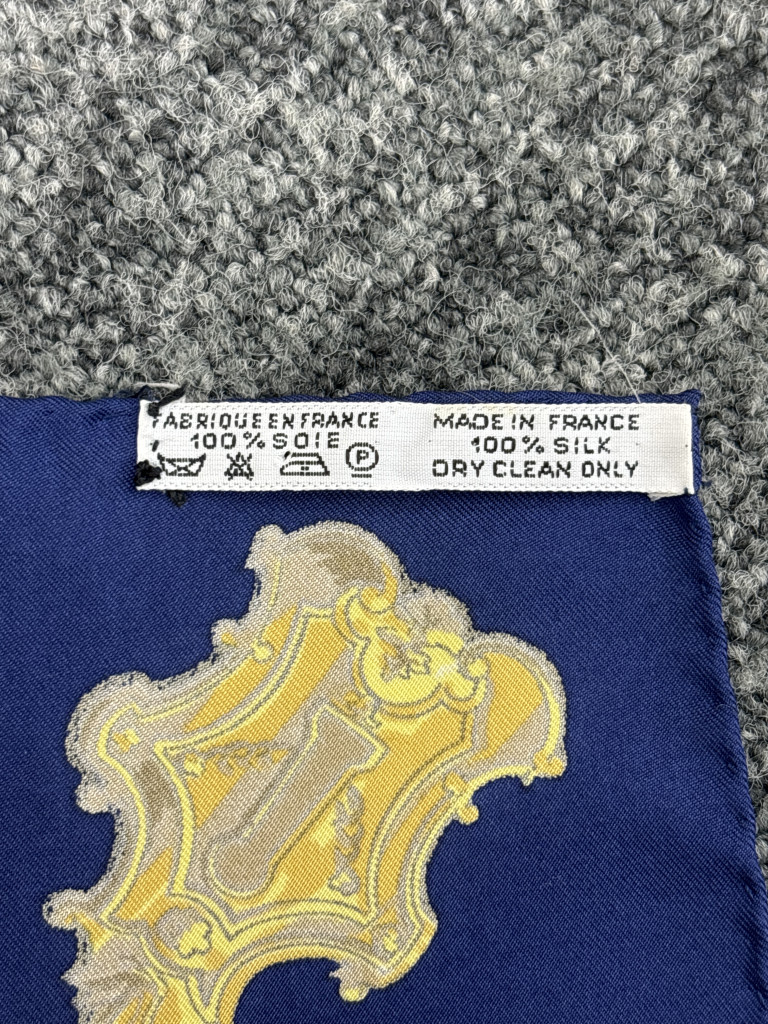 FABRIQUE EN FRANCE
100% SOIE
P
MADE IN FRANCE
100% SILK
DRY CLEAN ONLY